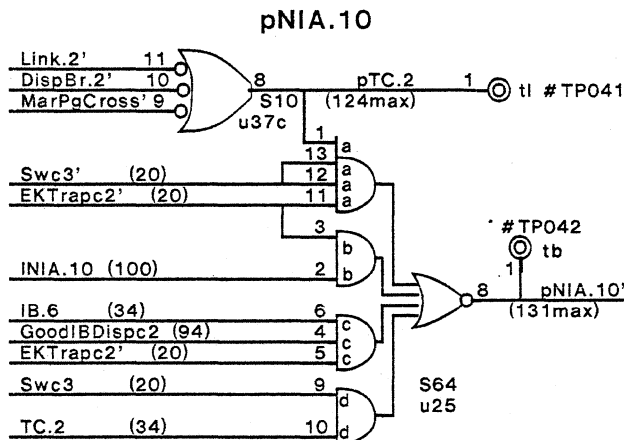 pNIA.10
Link.2' 11
DispBr.2' 10
MarPgCross' 9
8
S10
u37c
pTC.2
(124max)
1
tl #TP041
1
a
13
a
Swc3' (20) 12
a
EKTrapc2' (20) 11
a
3
b
INIA.10 (100) 2
b
#TP042
tb
1
8
pNIA.10'
(131max)
IB.6 (34) 6
c
GoodIBDispc2 (94) 4
c
EKTrapc2' (20) 5
c
Swc3 (20) 9
d
TC.2 (34) 10
d
S64
u25